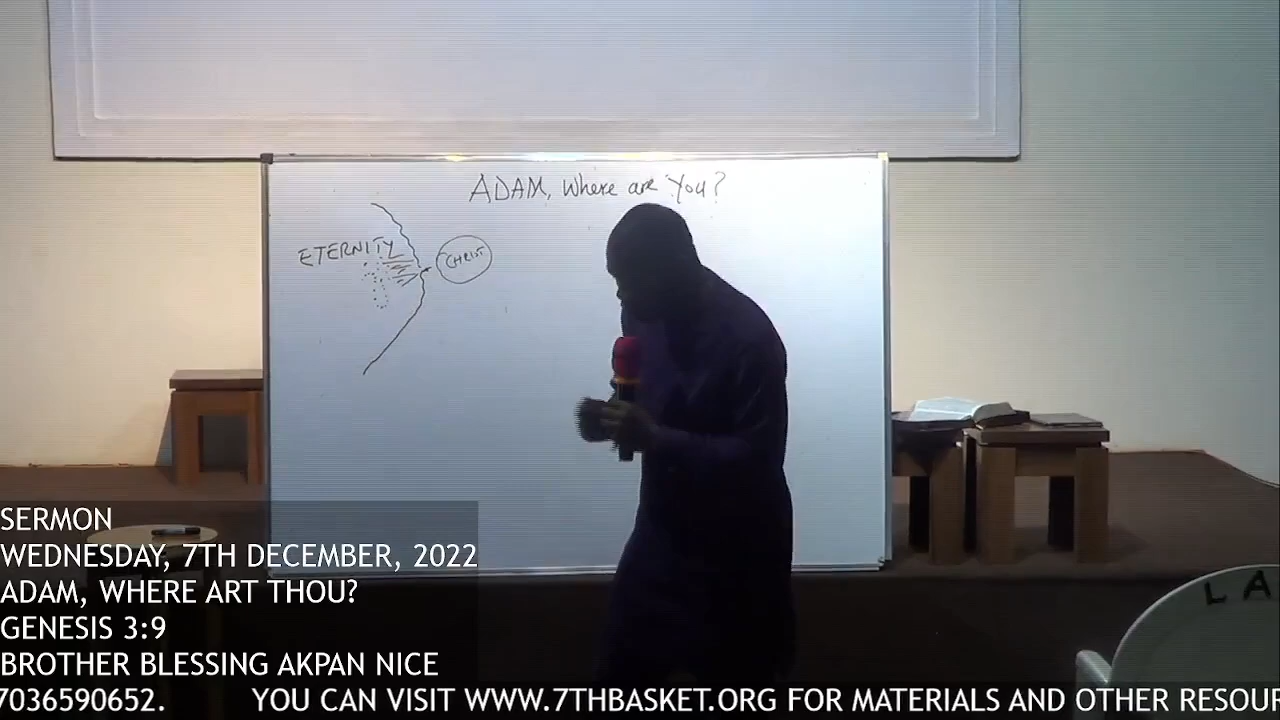 ADAM, Where are You?
ETERNITY
CHRIST
SERMON
WEDNESDAY, 7TH DECEMBER, 2022
ADAM, WHERE ART THOU?
GENESIS 3:9
BROTHER BLESSING AKPAN NICE
7036590652. YOU CAN VISIT WWW.7THBASKET.ORG FOR MATERIALS AND OTHER RESOUR
L A